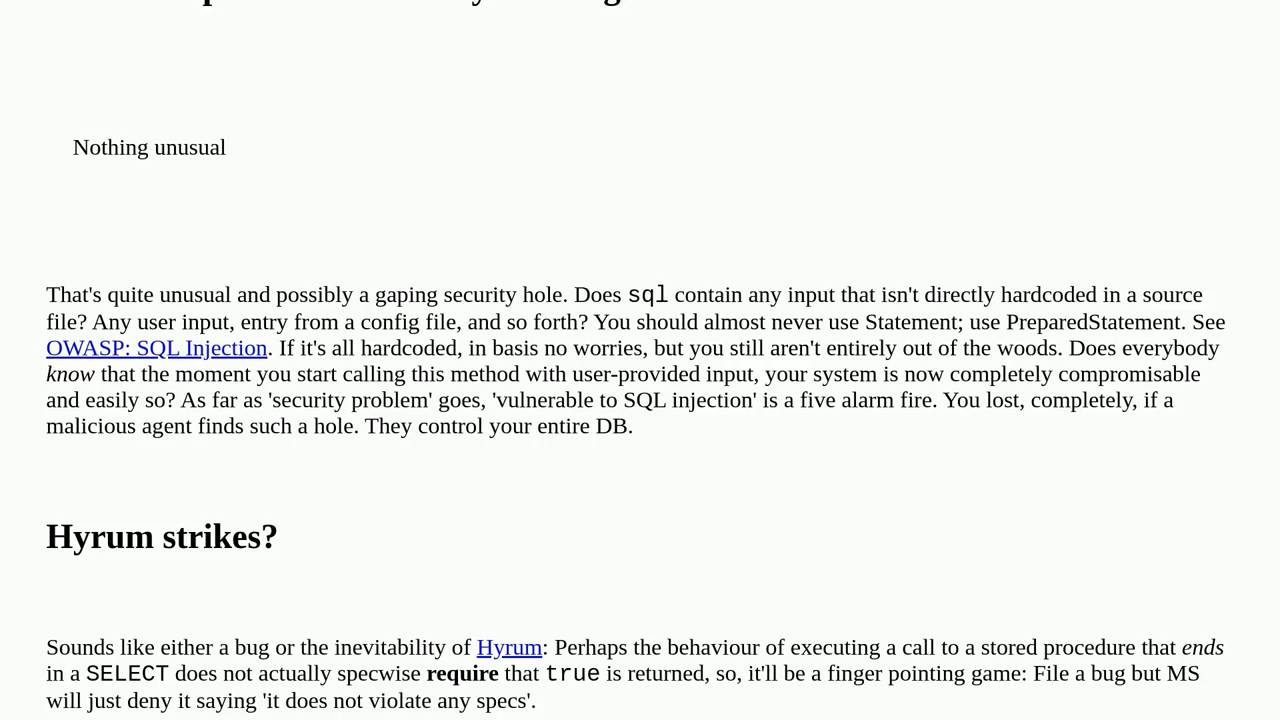 Nothing unusual
That's quite unusual and possibly a gaping security hole. Does sql contain any input that isn't directly hardcoded in a source
file? Any user input, entry from a config file, and so forth? You should almost never use Statement; use PreparedStatement. See
OWASP: SQL Injection. If it's all hardcoded, in basis no worries, but you still aren't entirely out of the woods. Does everybody
know that the moment you start calling this method with user-provided input, your system is now completely compromisable
and easily so? As far as 'security problem' goes, 'vulnerable to SQL injection' is a five alarm fire. You lost, completely, if a
malicious agent finds such a hole. They control your entire DB.
Hyrum strikes?
Sounds like either a bug or the inevitability of Hyrum: Perhaps the behaviour of executing a call to a stored procedure that ends
in a SELECT does not actually specwise require that true is returned, so, it'll be a finger pointing game: File a bug but MS
will just deny it saying 'it does not violate any specs'.